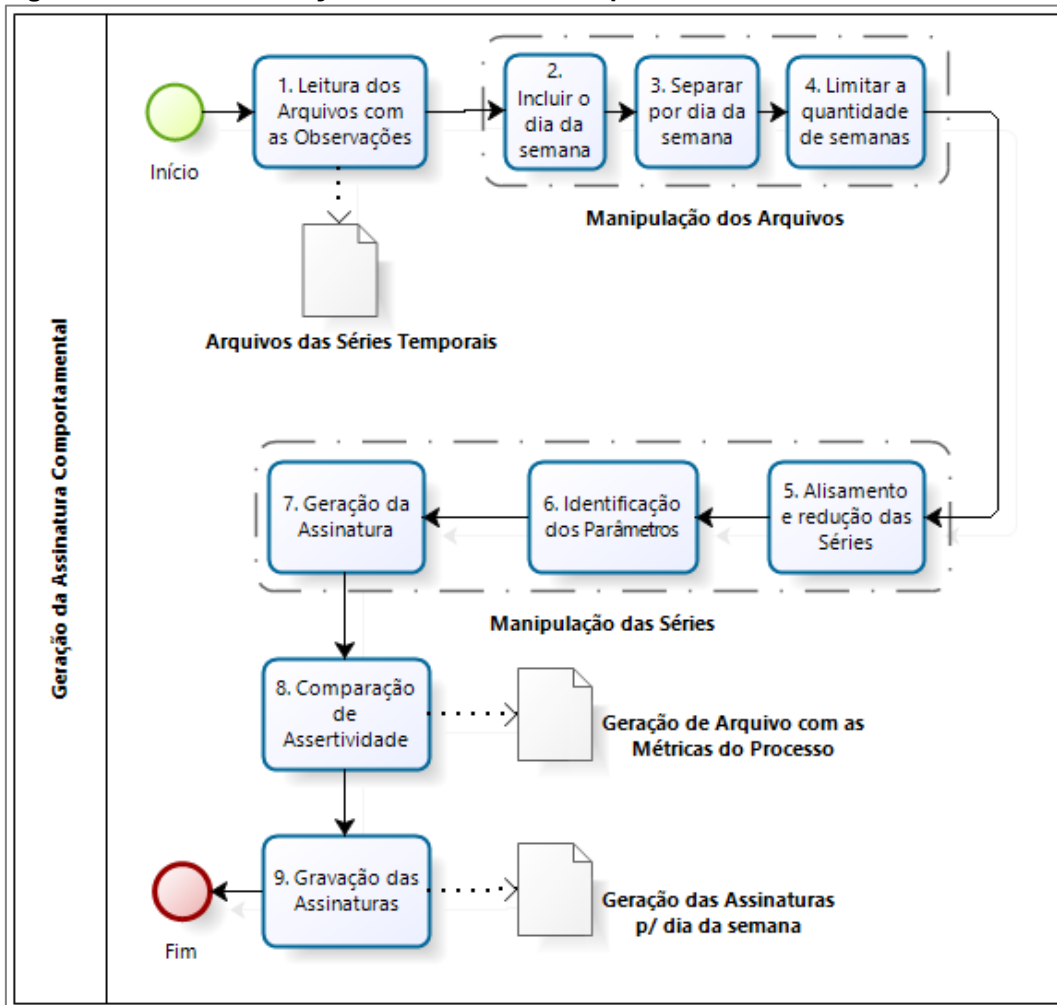 Geração da Assinatura Comportamental
Início
1. Leitura dos
Arquivos com
as Observações
2.
Incluir o
dia da
semana
3. Separar
por dia da
semana
4. Limitar a
quantidade
de semanas
Manipulação dos Arquivos
Arquivos das Séries Temporais
5. Alisamento
e redução das
Séries
6. Identificação
dos Parâmetros
7. Geração da
Assinatura
Manipulação das Séries
8. Comparação
de
Assertividade
Geração de Arquivo com as
Métricas do Processo
9. Gravação das
Assinaturas
Geração das Assinaturas
p/ dia da semana
Fim